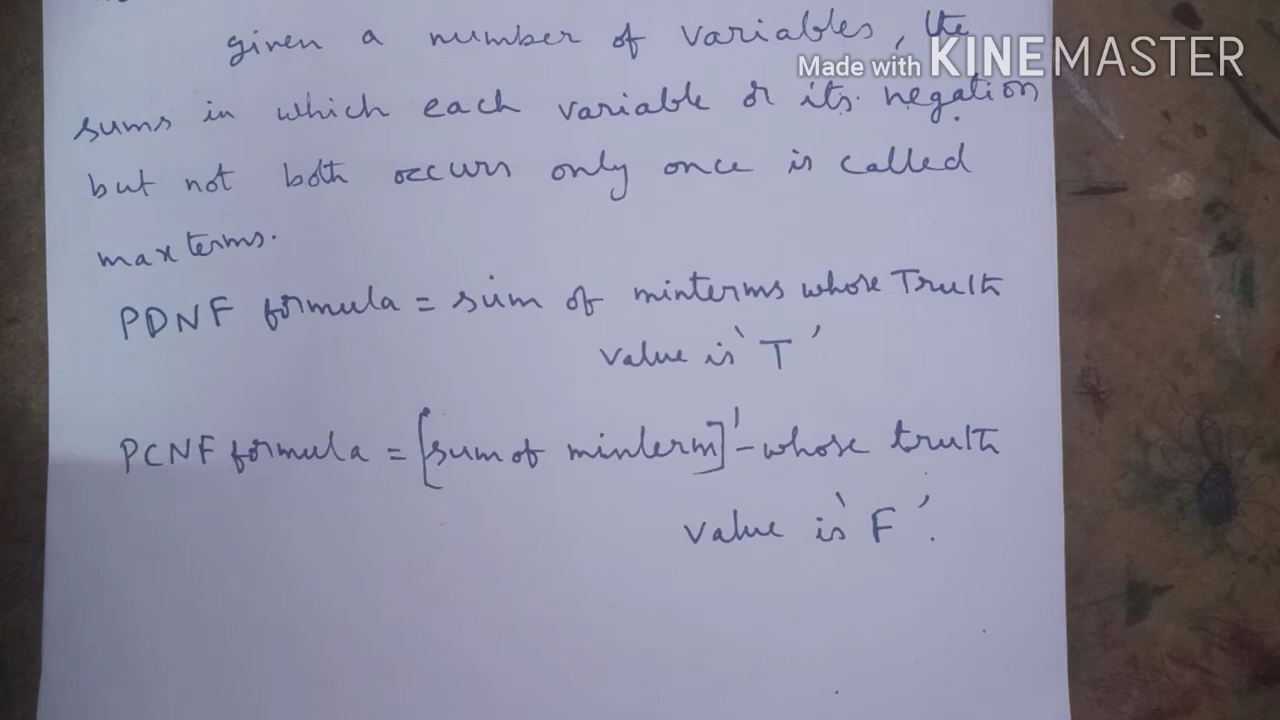 given a number of variables, the
Made with KINEMASTER
sums in which each variable or its negation
but not both occurs only once is called
maxterms.
PDNF formula = sum of minterms whose Truth
value is 'T'
PCNF formula = [sum of minterm]' - whose truth
value is 'F'.